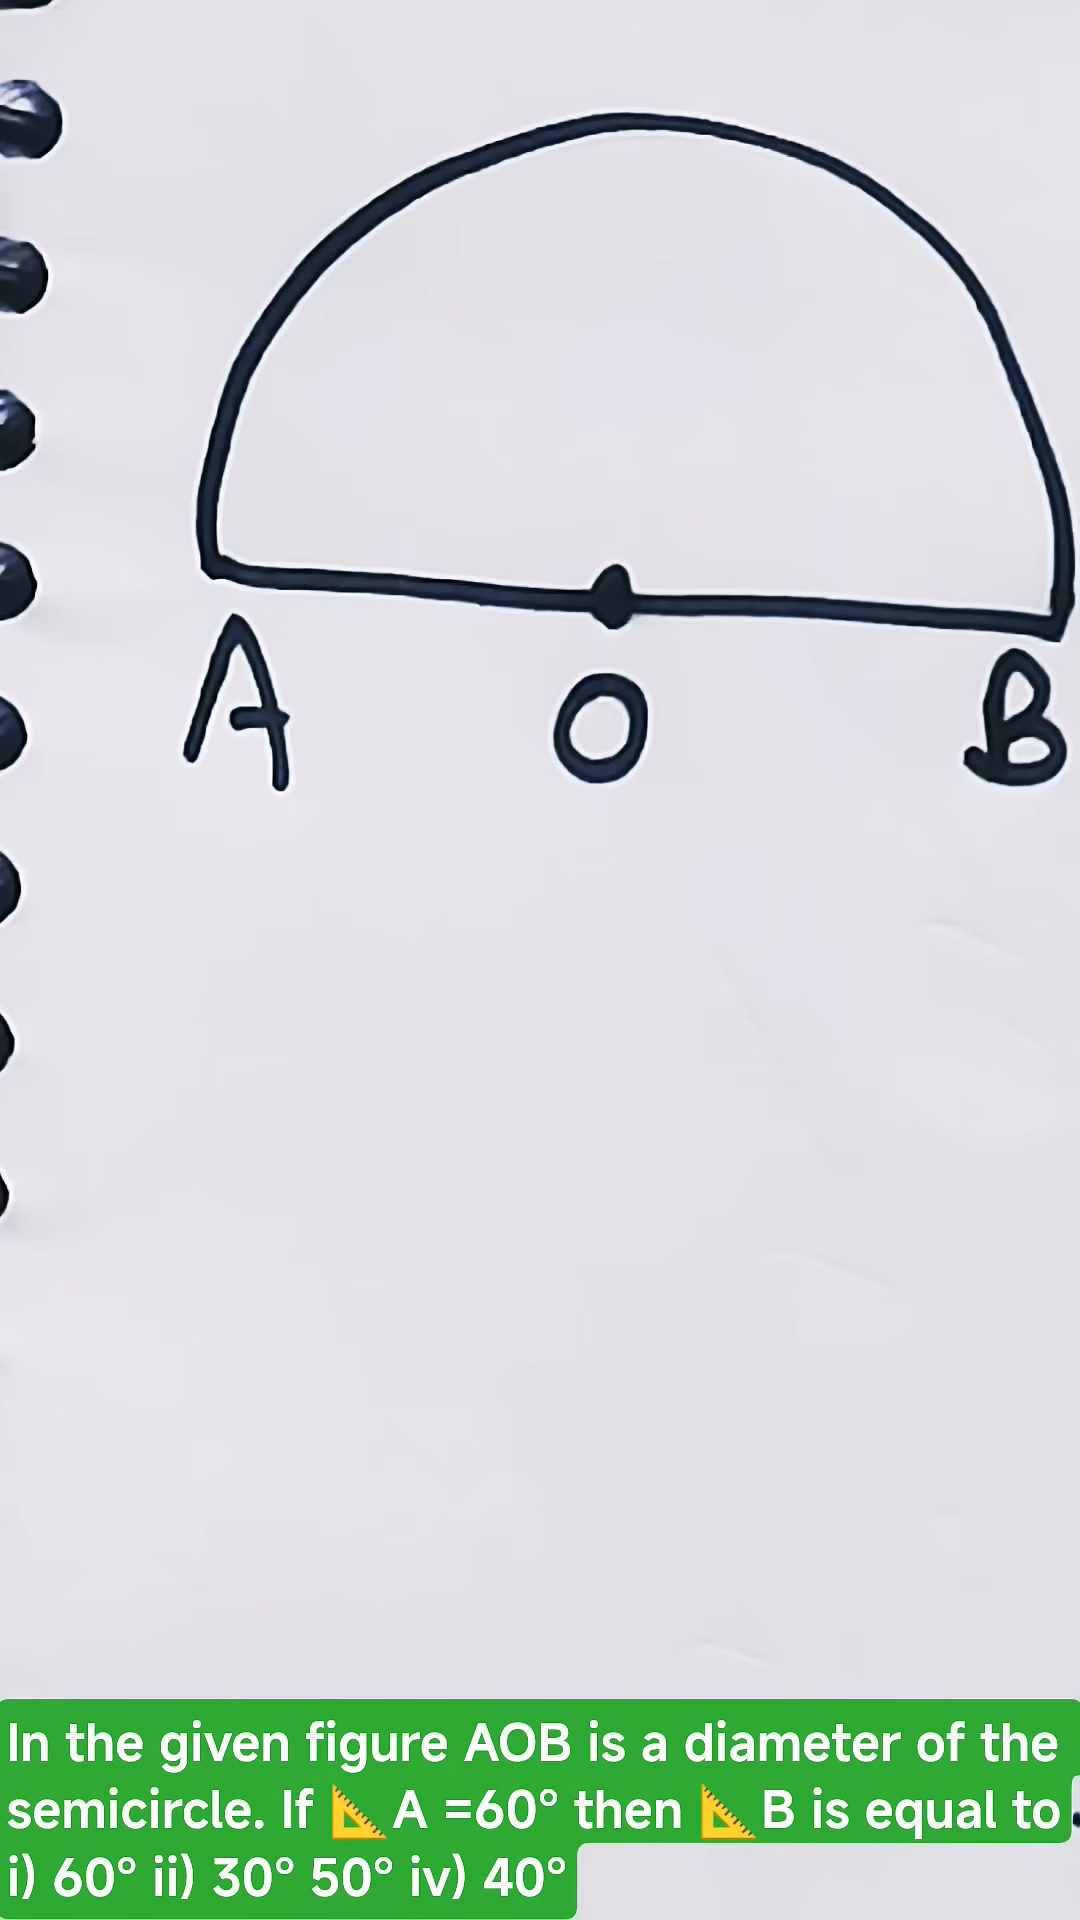 A O B
In the given figure AOB is a diameter of the
semicircle. If 📐A =60° then 📐B is equal to
i) 60° ii) 30° 50° iv) 40°